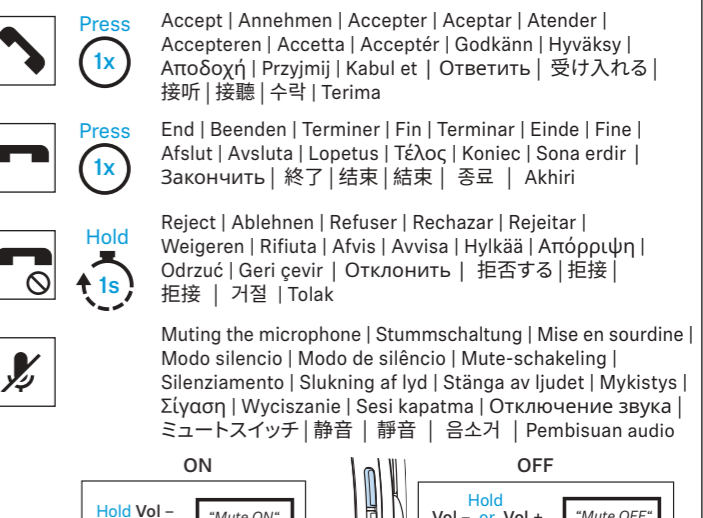 Press
1x
Accept | Annehmen | Accepter | Aceptar | Atender |
Accepteren | Accetta | Acceptér | Godkänn | Hyväksy |
Αποδοχή | Przyjmij | Kabul et | Ответить | 受け入れる |
接听 | 接聽 | 수락 | Terima
Press
1x
End | Beenden | Terminer | Fin | Terminar | Einde | Fine |
Afslut | Avsluta | Lopetus | Τέλος | Koniec | Sona erdir |
Закончить | 終了 | 结束 | 結束 | 종료 | Akhiri
Hold
1s
Reject | Ablehnen | Refuser | Rechazar | Rejeitar |
Weigeren | Rifiuta | Afvis | Avvisa | Hylkää | Απόρριψη |
Odrzuć | Geri çevir | Отклонить | 拒否する | 拒接 |
拒接 | 거절 | Tolak
Muting the microphone | Stummschaltung | Mise en sourdine |
Modo silencio | Modo de silêncio | Mute-schakeling |
Silenziamento | Slukning af lyd | Stänga av ljudet | Mykistys |
Σίγαση | Wyciszanie | Sesi kapatma | Отключение звука |
ミュートスイッチ | 静音 | 靜音 | 음소거 | Pembisuan audio
ON
Hold Vol –
"Mute ON"
OFF
Hold
Vol – or Vol +
"Mute OFF"